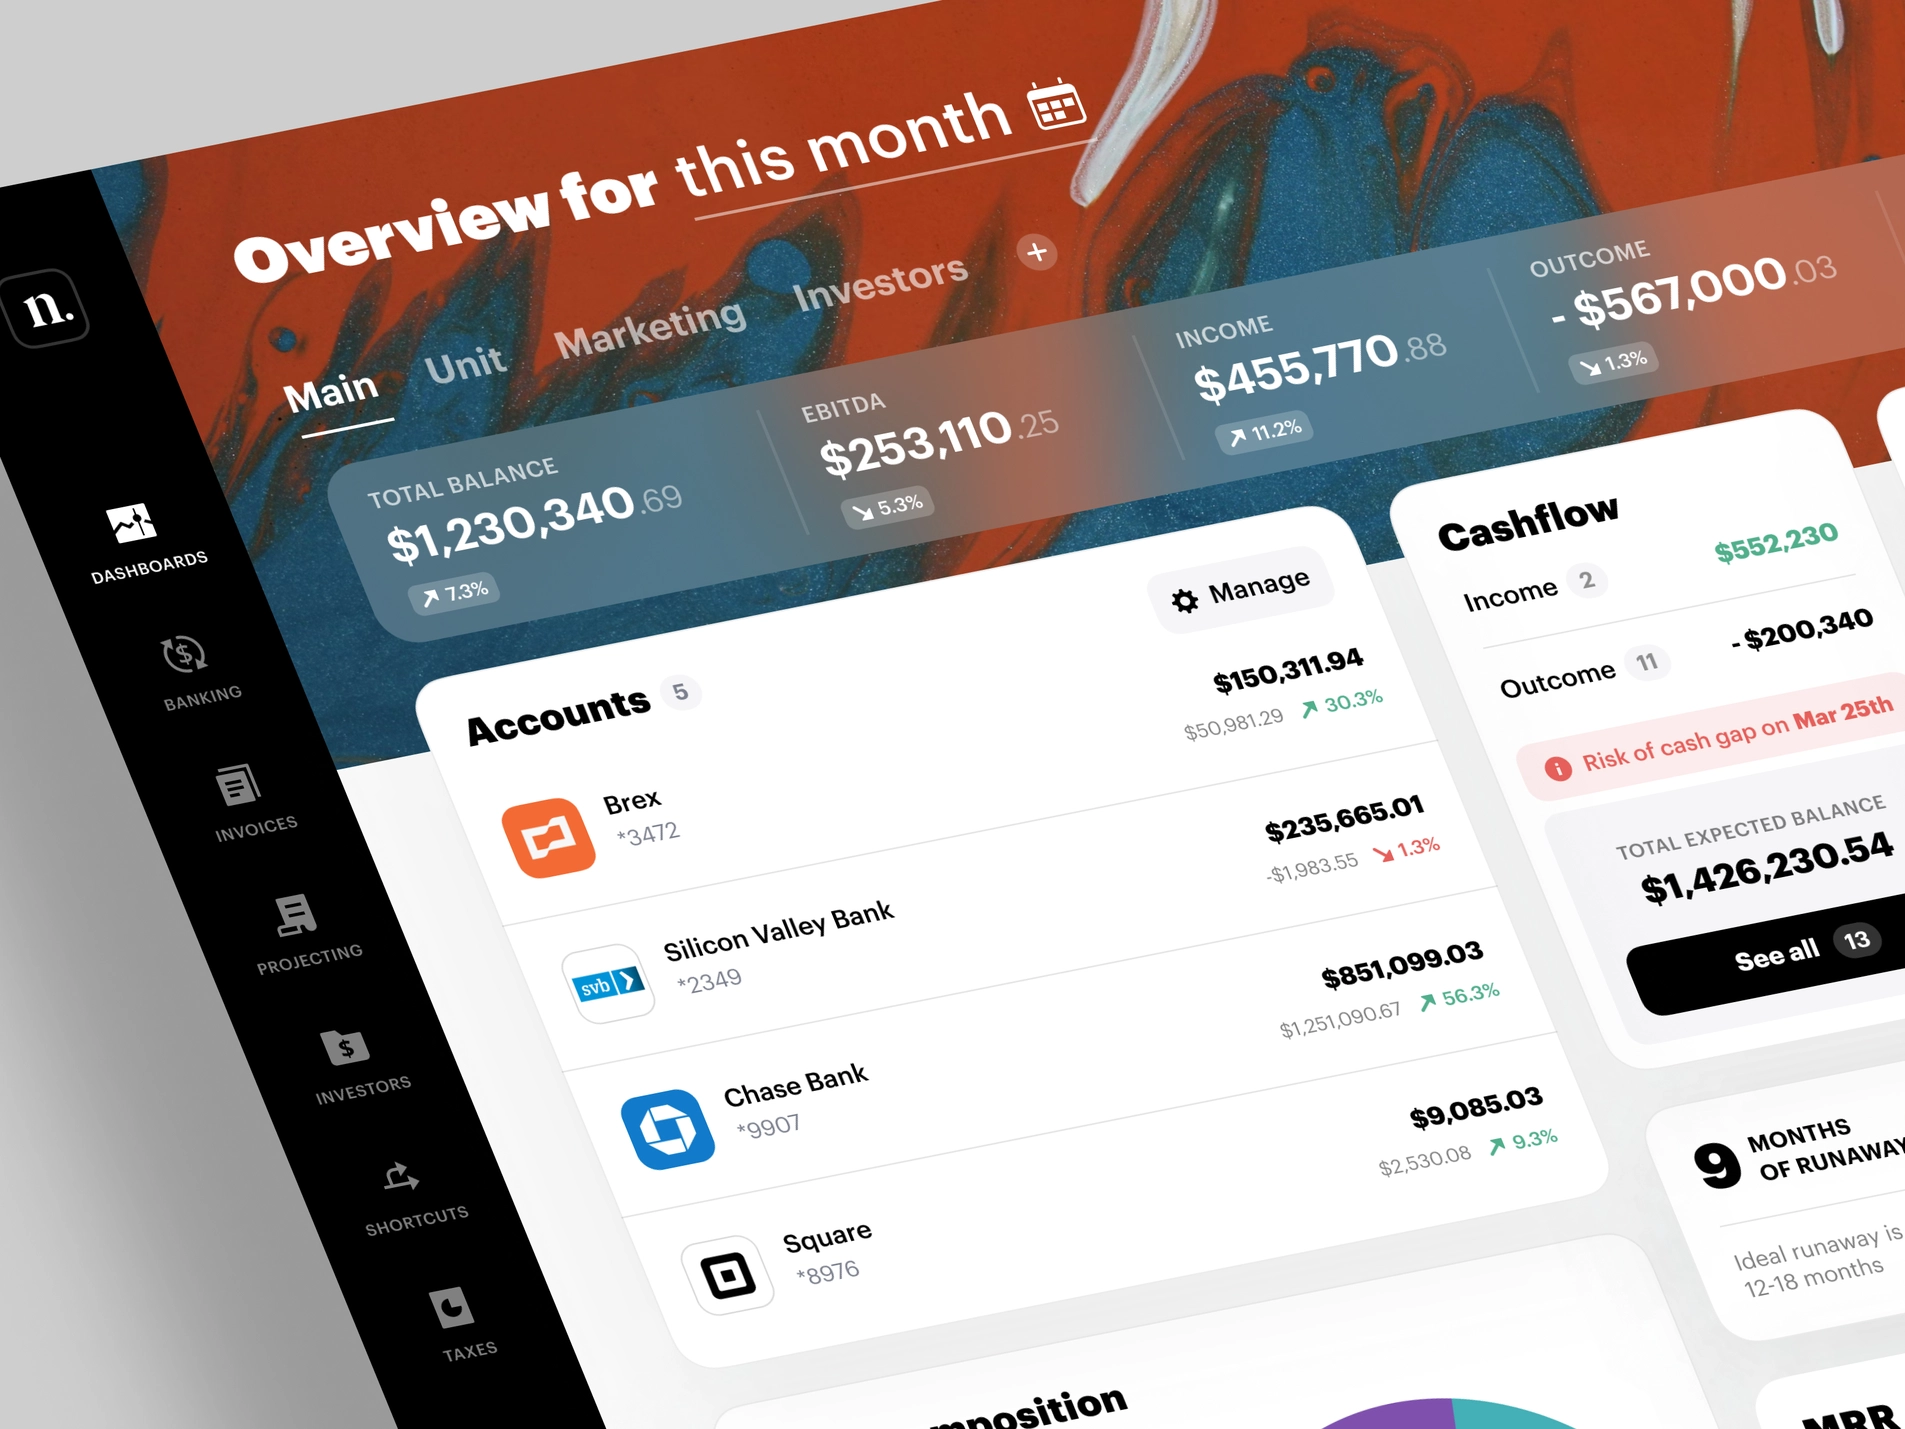 n.
DASHBOARDS
BANKING
INVOICES
PROJECTING
INVESTORS
SHORTCUTS
TAXES
Overview for this month
Main Unit Marketing Investors +
TOTAL BALANCE
$1,230,340.69
7.3%
EBITDA
$253,110.25
5.3%
INCOME
$455,770.88
11.2%
OUTCOME
- $567,000.03
1.3%
Accounts 5
Manage
Brex
*3472
$150,311.94
$50,981.29 30.3%
Silicon Valley Bank
*2349
svb
$235,665.01
-$1,983.55 1.3%
Chase Bank
*9907
$851,099.03
$1,251,090.67 56.3%
Square
*8976
$9,085.03
$2,530.08 9.3%
Cashflow
Income 2 $552,230
Outcome 11 - $200,340
Risk of cash gap on Mar 25th
TOTAL EXPECTED BALANCE
$1,426,230.54
See all 13
9 MONTHS
OF RUNAWAY
Ideal runaway is
12-18 months
mposition
MRR